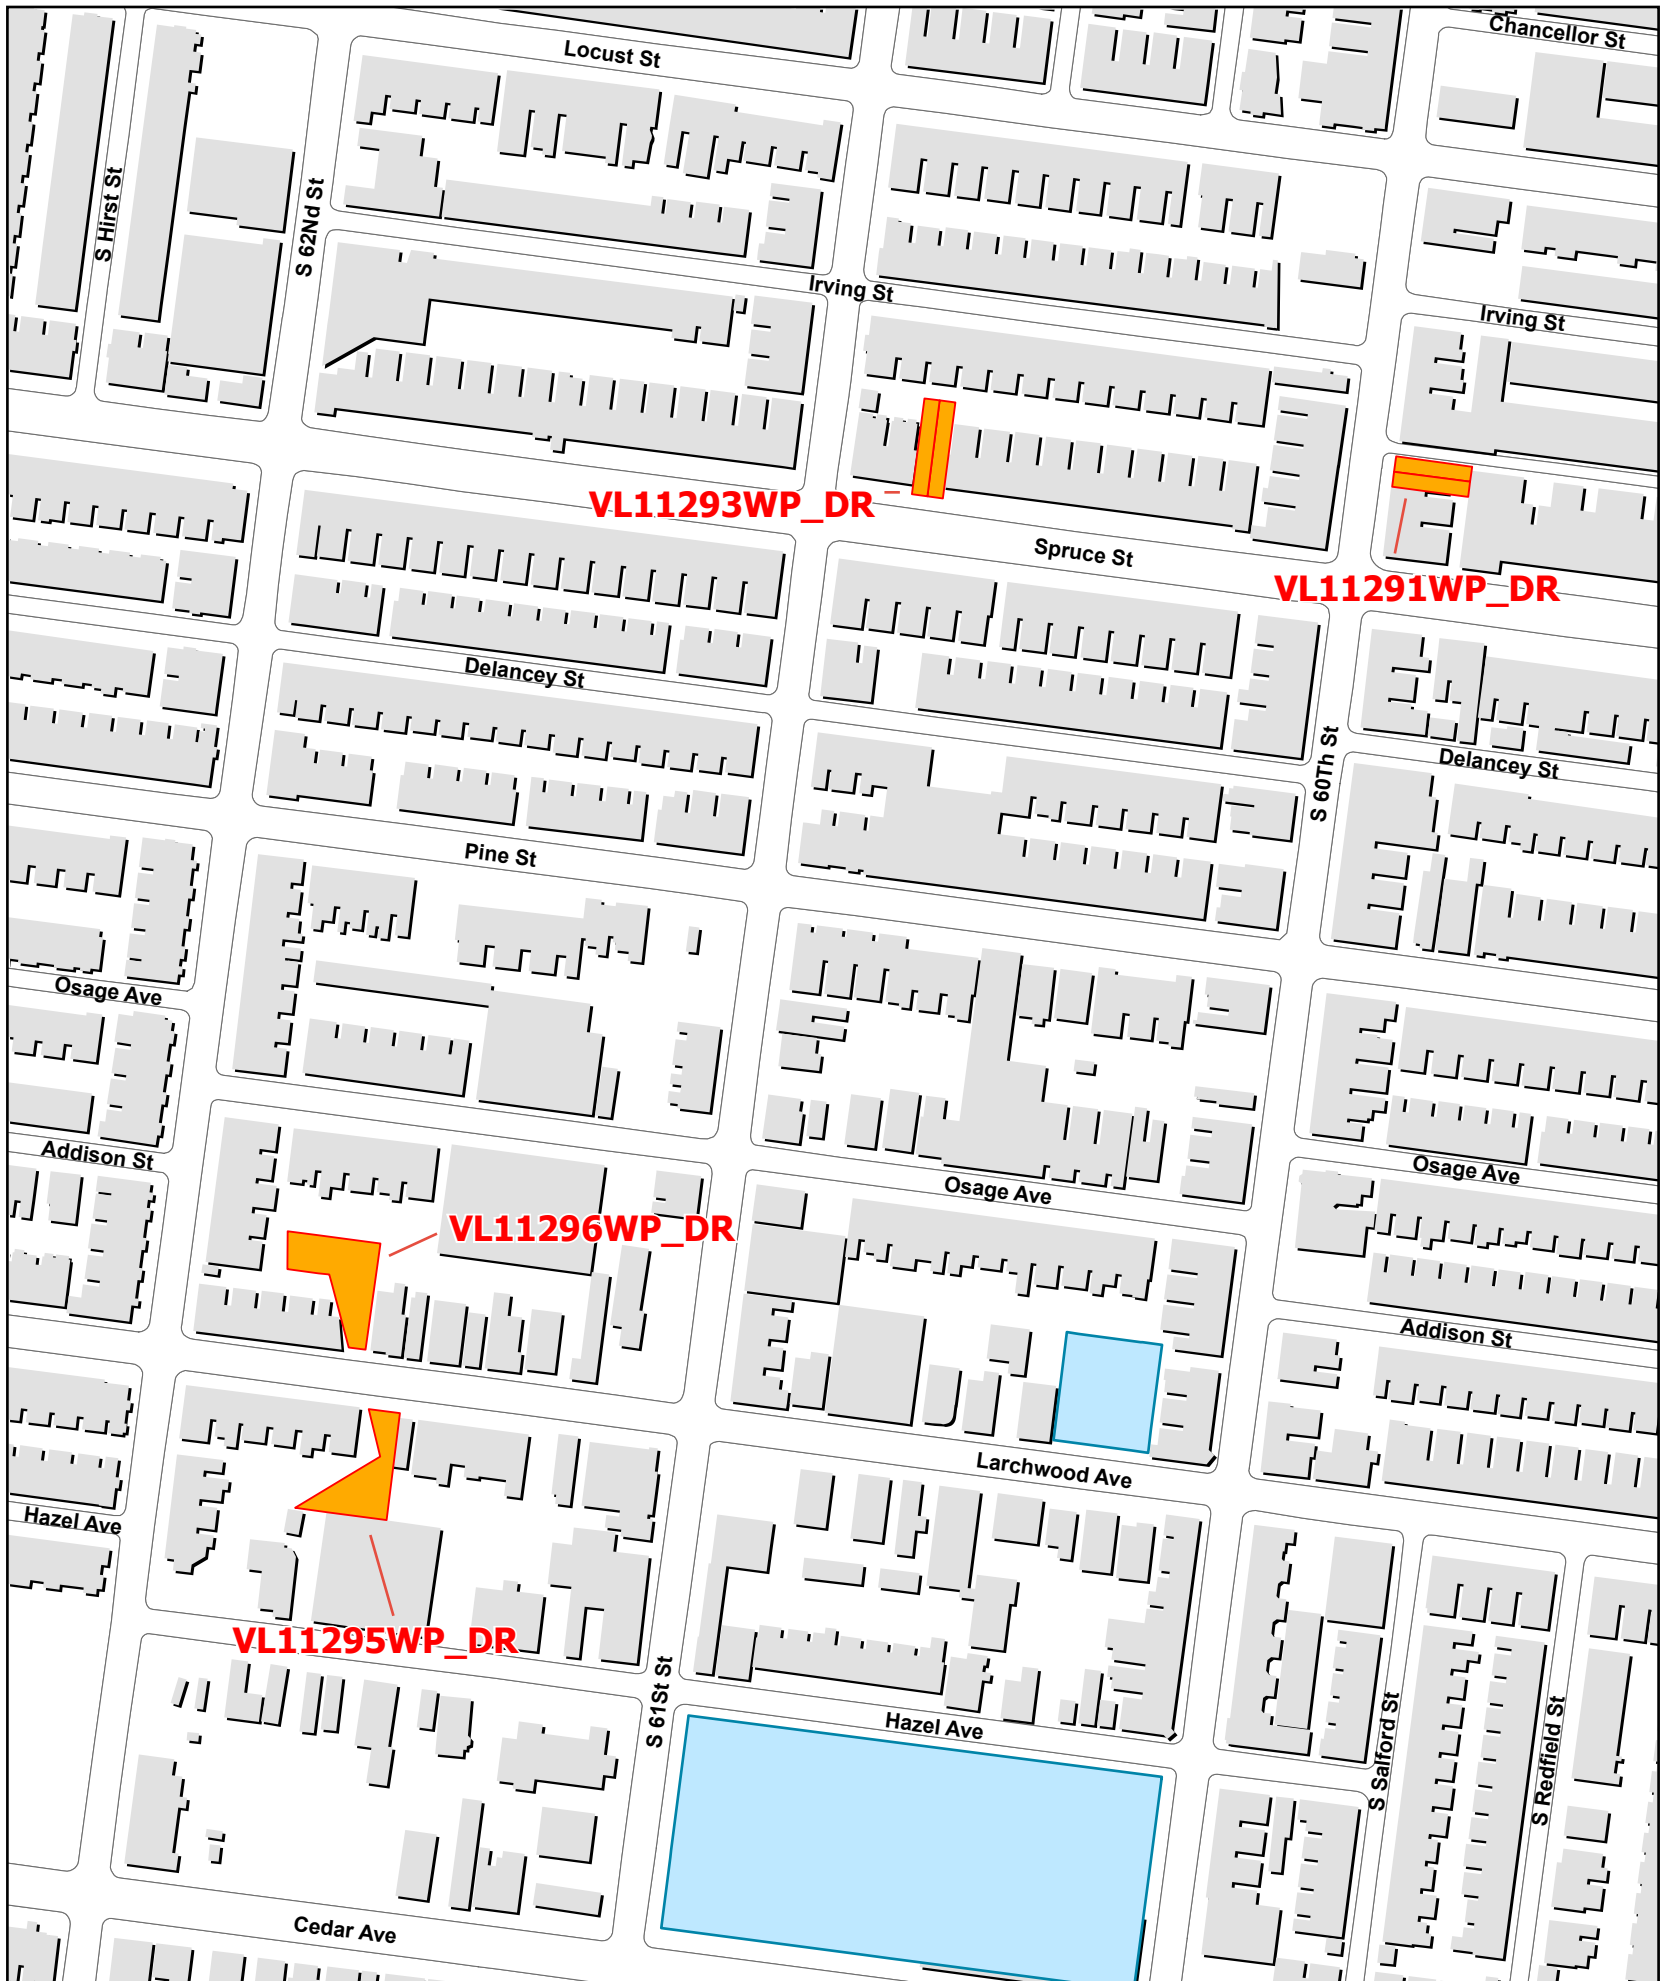 Chancellor St
Locust St
S Hirst St
S 62Nd St
Irving St
Irving St
VL11293WP_DR
Spruce St
VL11291WP_DR
Delancey St
S 60Th St
Delancey St
Pine St
Osage Ave
Addison St
Osage Ave
Osage Ave
VL11296WP_DR
Addison St
Larchwood Ave
Hazel Ave
VL11295WP_DR
S 61St St
Hazel Ave
S Salford St
S Redfield St
Cedar Ave